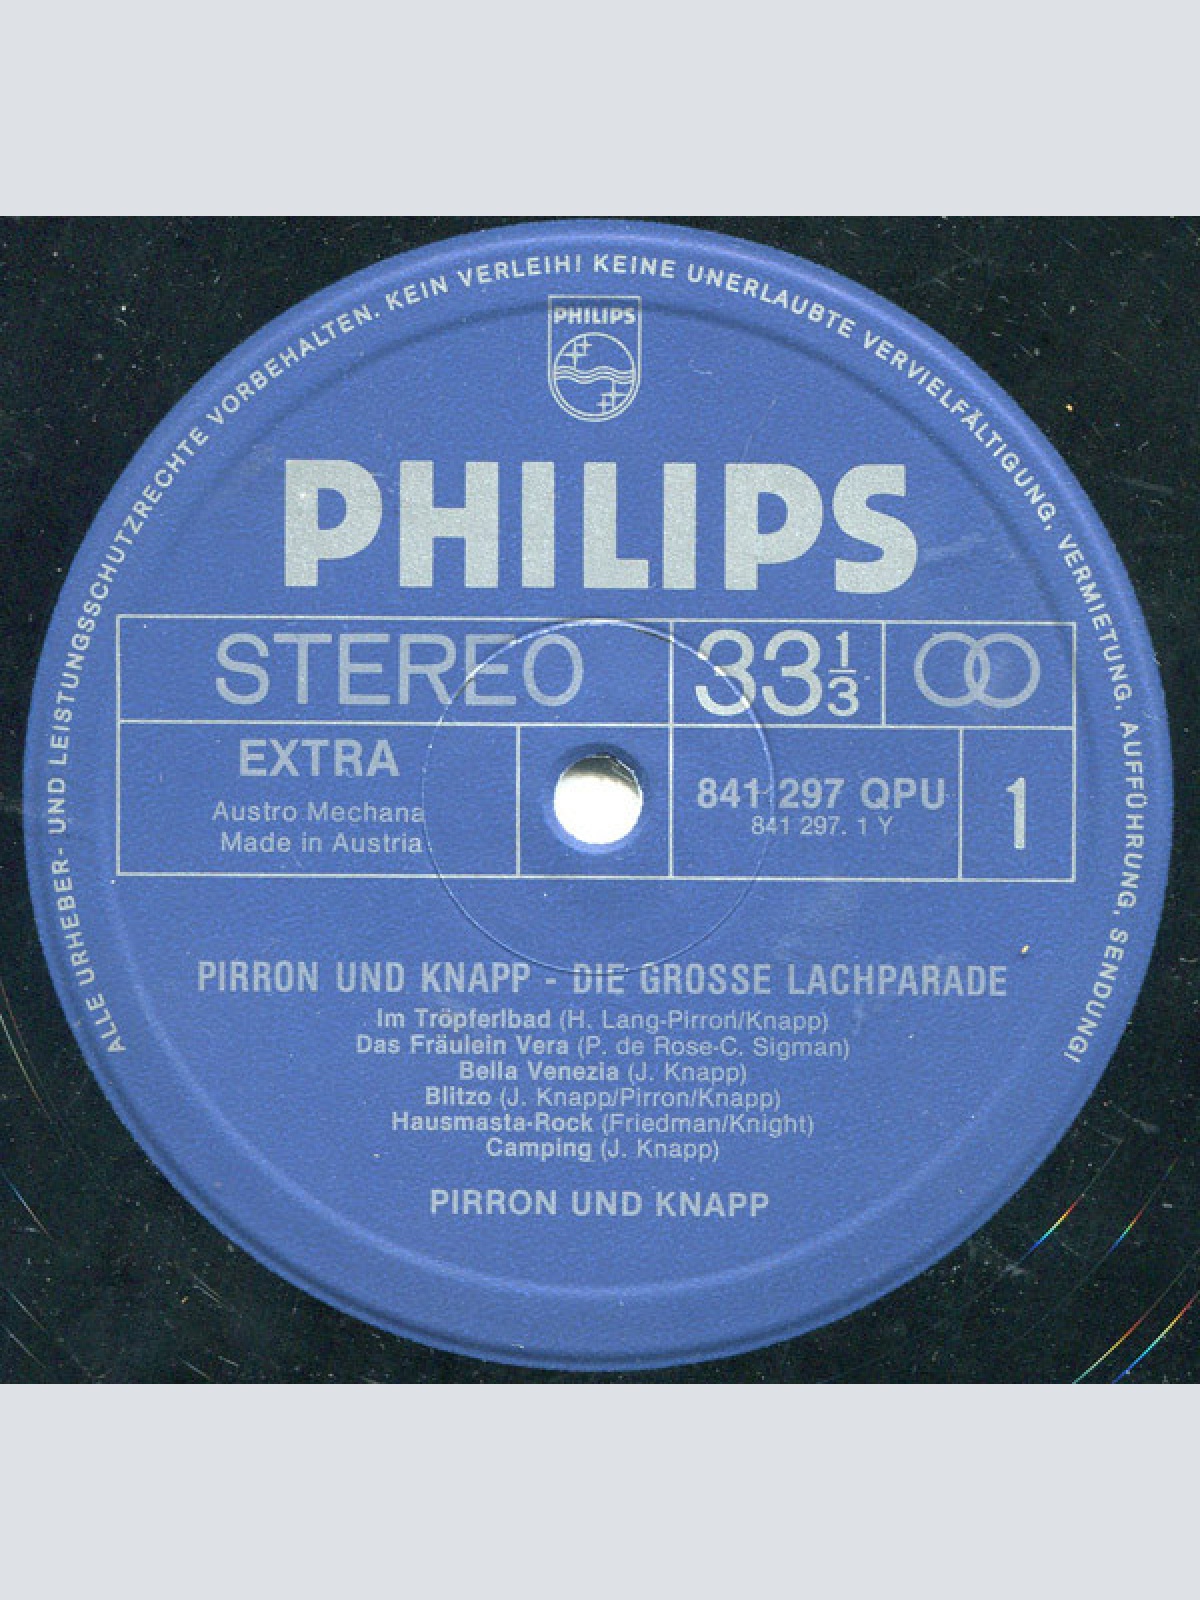 ALLE URHEBER- UND LEISTUNGSSCHUTZRECHTE VORBEHALTEN. KEIN VERLEIH! KEINE UNERLAUBTE VERVIELFÄLTIGUNG, VERMIETUNG, AUFFÜHRUNG, SENDUNG!
PHILIPS
PHILIPS
STEREO 33 1/3
EXTRA
Austro Mechana
Made in Austria
841 297 QPU
841 297. 1 Y
1
PIRRON UND KNAPP - DIE GROSSE LACHPARADE
Im Tröpferlbad (H. Lang-Pirron/Knapp)
Das Fräulein Vera (P. de Rose-C. Sigman)
Bella Venezia (J. Knapp)
Blitzo (J. Knapp/Pirron/Knapp)
Hausmasta-Rock (Friedman/Knight)
Camping (J. Knapp)
PIRRON UND KNAPP